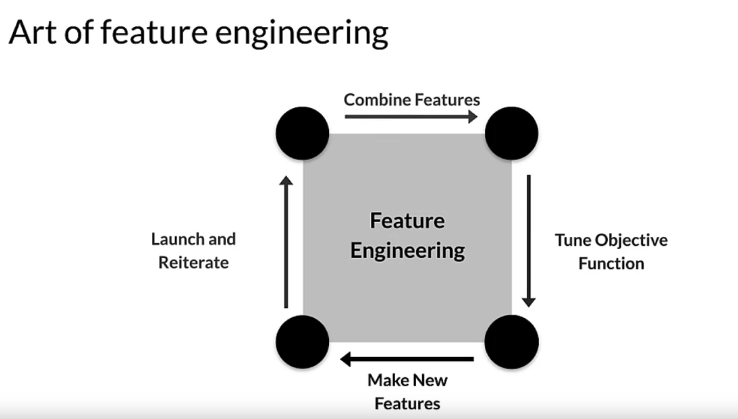 Art of feature engineering
Combine Features
Feature
Engineering
Launch and
Reiterate
Tune Objective
Function
Make New
Features